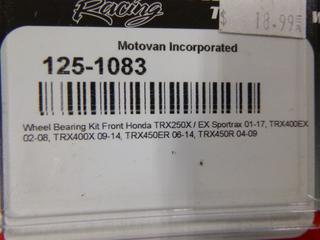 Racing
$ 18.99
Motovan Incorporated
125-1083
Wheel Bearing Kit Front Honda TRX250X / EX Sportrax 01-17, TRX400EX
02-08, TRX400X 09-14, TRX450ER 06-14, TRX450R 04-09